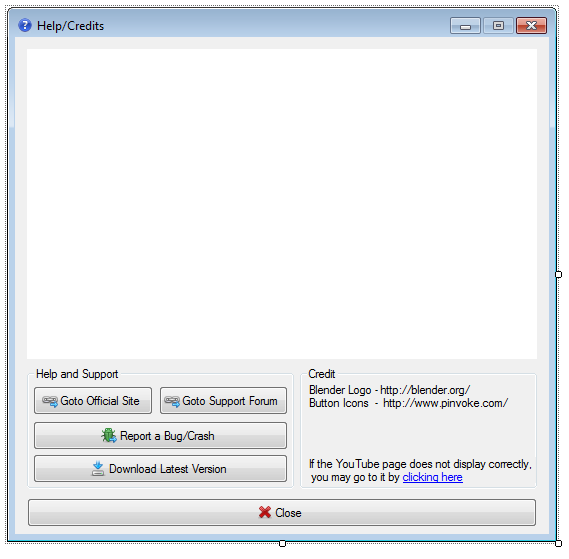 Help/Credits
Help and Support
Goto Official Site
Goto Support Forum
Report a Bug/Crash
Download Latest Version
Credit
Blender Logo - http://blender.org/
Button Icons - http://www.pinvoke.com/
If the YouTube page does not display correctly,
you may go to it by clicking here
Close